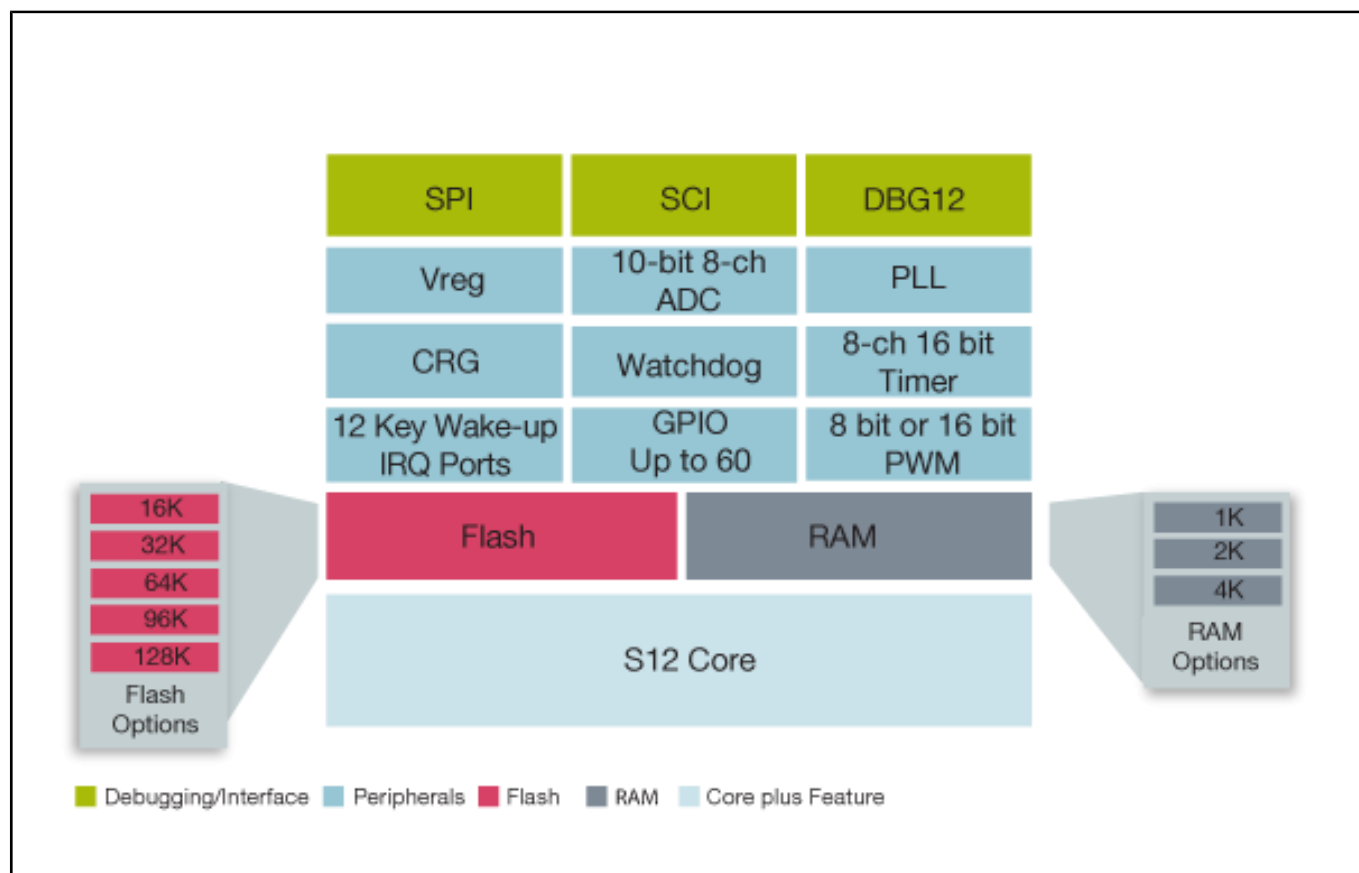 SPI
SCI
DBG12
Vreg
10-bit 8-ch
ADC
PLL
CRG
Watchdog
8-ch 16 bit
Timer
12 Key Wake-up
IRQ Ports
GPIO
Up to 60
8 bit or 16 bit
PWM
16K
32K
64K
96K
128K
Flash
Options
Flash
RAM
1K
2K
4K
RAM
Options
S12 Core
Debugging/Interface
Peripherals
Flash
RAM
Core plus Feature